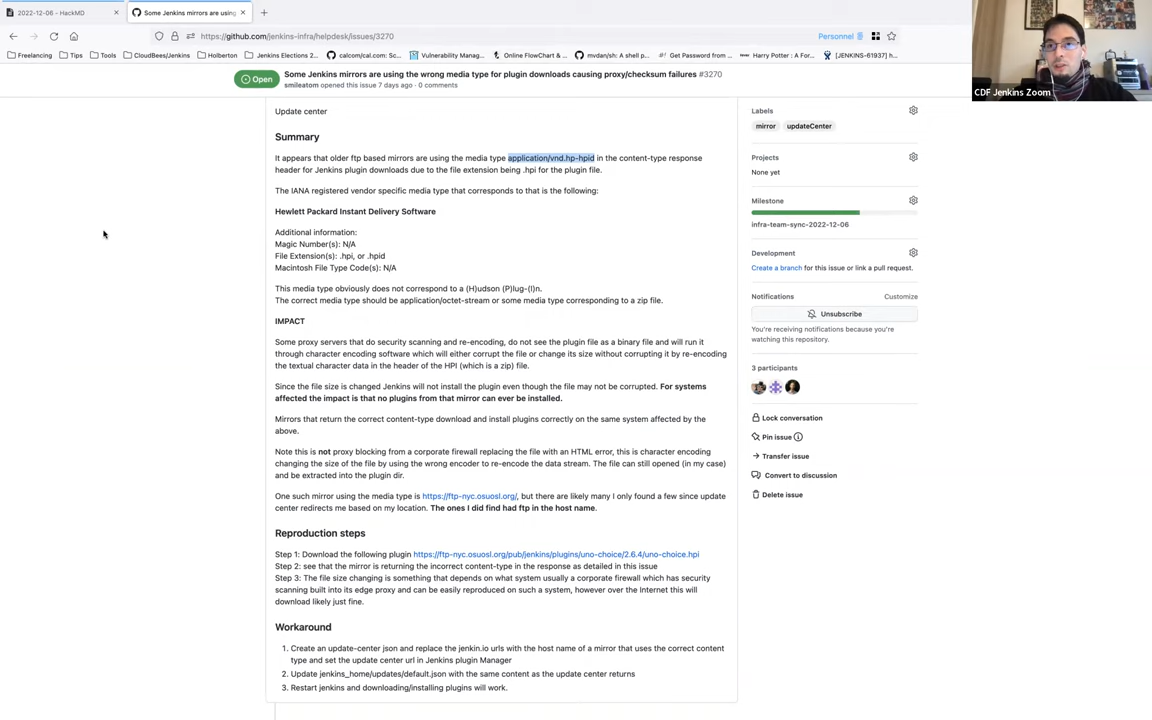 2022-12-06 - HackMD
Some Jenkins mirrors are using
https://github.com/jenkins-infra/helpdesk/issues/3270
Personnel
Freelancing
Tips
Tools
CloudBees/Jenkins
Holberton
Jenkins Elections 2...
calcom/cal.com: Sc...
Vulnerability Manag...
Online FlowChart & ...
mvdan/sh: A shell p...
Get Password from ...
Harry Potter : A For...
[JENKINS-61937] h...
CDF Jenkins Zoom
Open
Some Jenkins mirrors are using the wrong media type for plugin downloads causing proxy/checksum failures #3270
smileatom opened this issue 7 days ago · 0 comments
Update center
Summary
It appears that older ftp based mirrors are using the media type application/vnd.hp-hpid in the content-type response
header for Jenkins plugin downloads due to the file extension being .hpi for the plugin file.
The IANA registered vendor specific media type that corresponds to that is the following:
Hewlett Packard Instant Delivery Software
Additional information:
Magic Number(s): N/A
File Extension(s): .hpi, or .hpid
Macintosh File Type Code(s): N/A
This media type obviously does not correspond to a (H)udson (P)lug-(I)n.
The correct media type should be application/octet-stream or some media type corresponding to a zip file.
IMPACT
Some proxy servers that do security scanning and re-encoding, do not see the plugin file as a binary file and will run it
through character encoding software which will either corrupt the file or change its size without corrupting it by re-encoding
the textual character data in the header of the HPI (which is a zip) file.
Since the file size is changed Jenkins will not install the plugin even though the file may not be corrupted. For systems
affected the impact is that no plugins from that mirror can ever be installed.
Mirrors that return the correct content-type download and install plugins correctly on the same system affected by the
above.
Note this is not proxy blocking from a corporate firewall replacing the file with an HTML error, this is character encoding
changing the size of the file by using the wrong encoder to re-encode the data stream. The file can still opened (in my case)
and be extracted into the plugin dir.
One such mirror using the media type is https://ftp-nyc.osuosl.org/, but there are likely many I only found a few since update
center redirects me based on my location. The ones I did find had ftp in the host name.
Reproduction steps
Step 1: Download the following plugin https://ftp-nyc.osuosl.org/pub/jenkins/plugins/uno-choice/2.6.4/uno-choice.hpi
Step 2: see that the mirror is returning the incorrect content-type in the response as detailed in this issue
Step 3: The file size changing is something that depends on what system usually a corporate firewall which has security
scanning built into its edge proxy and can be easily reproduced on such a system, however over the Internet this will
download likely just fine.
Workaround
1. Create an update-center json and replace the jenkin.io urls with the host name of a mirror that uses the correct content
type and set the update center url in Jenkins plugin Manager
2. Update jenkins_home/updates/default.json with the same content as the update center returns
3. Restart jenkins and downloading/installing plugins will work.
Labels
mirror
updateCenter
Projects
None yet
Milestone
infra-team-sync-2022-12-06
Development
Create a branch for this issue or link a pull request.
Notifications
Customize
Unsubscribe
You're receiving notifications because you're
watching this repository.
3 participants
Lock conversation
Pin issue
Transfer issue
Convert to discussion
Delete issue